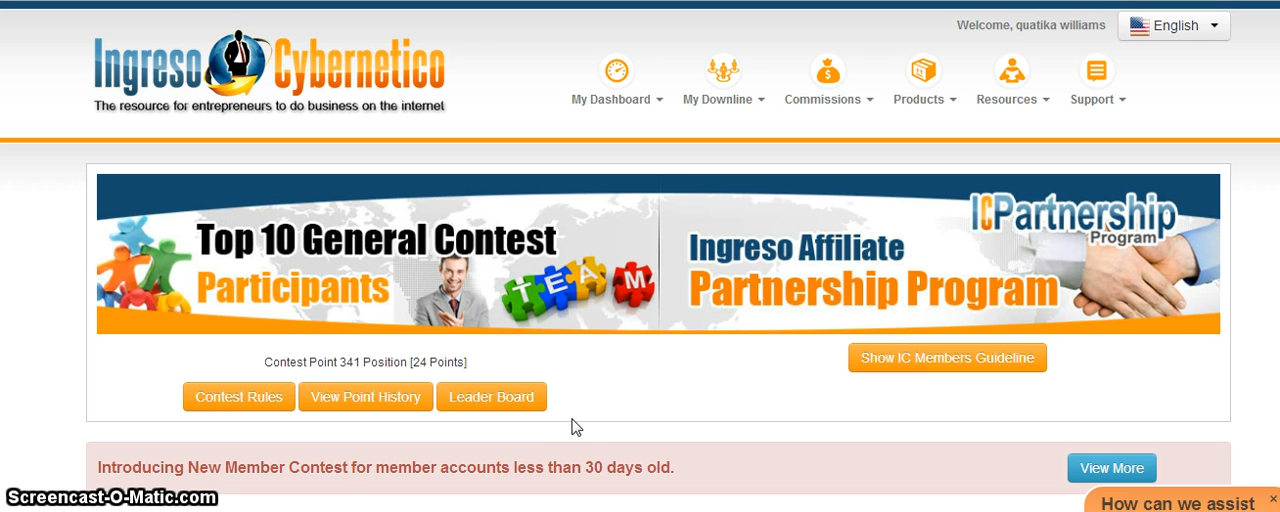 Welcome, quatika williams
English
Ingreso Cybernetico
The resource for entrepreneurs to do business on the internet
My Dashboard
My Downline
Commissions
Products
Resources
Support
Top 10 General Contest
Participants
TEAM
ICPartnership
Program
Ingreso Affiliate
Partnership Program
Contest Point 341 Position [24 Points]
Show IC Members Guideline
Contest Rules
View Point History
Leader Board
Introducing New Member Contest for member accounts less than 30 days old.
View More
Screencast-O-Matic.com
How can we assist